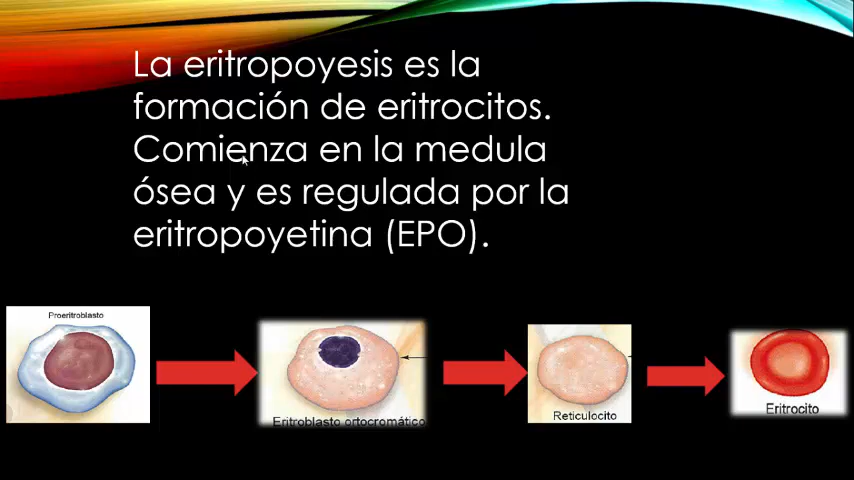 La eritropoyesis es la
formación de eritrocitos.
Comienza en la medula
ósea y es regulada por la
eritropoyetina (EPO).
Proeritroblasto
Eritroblasto ortocromático
Reticulocito
Eritrocito